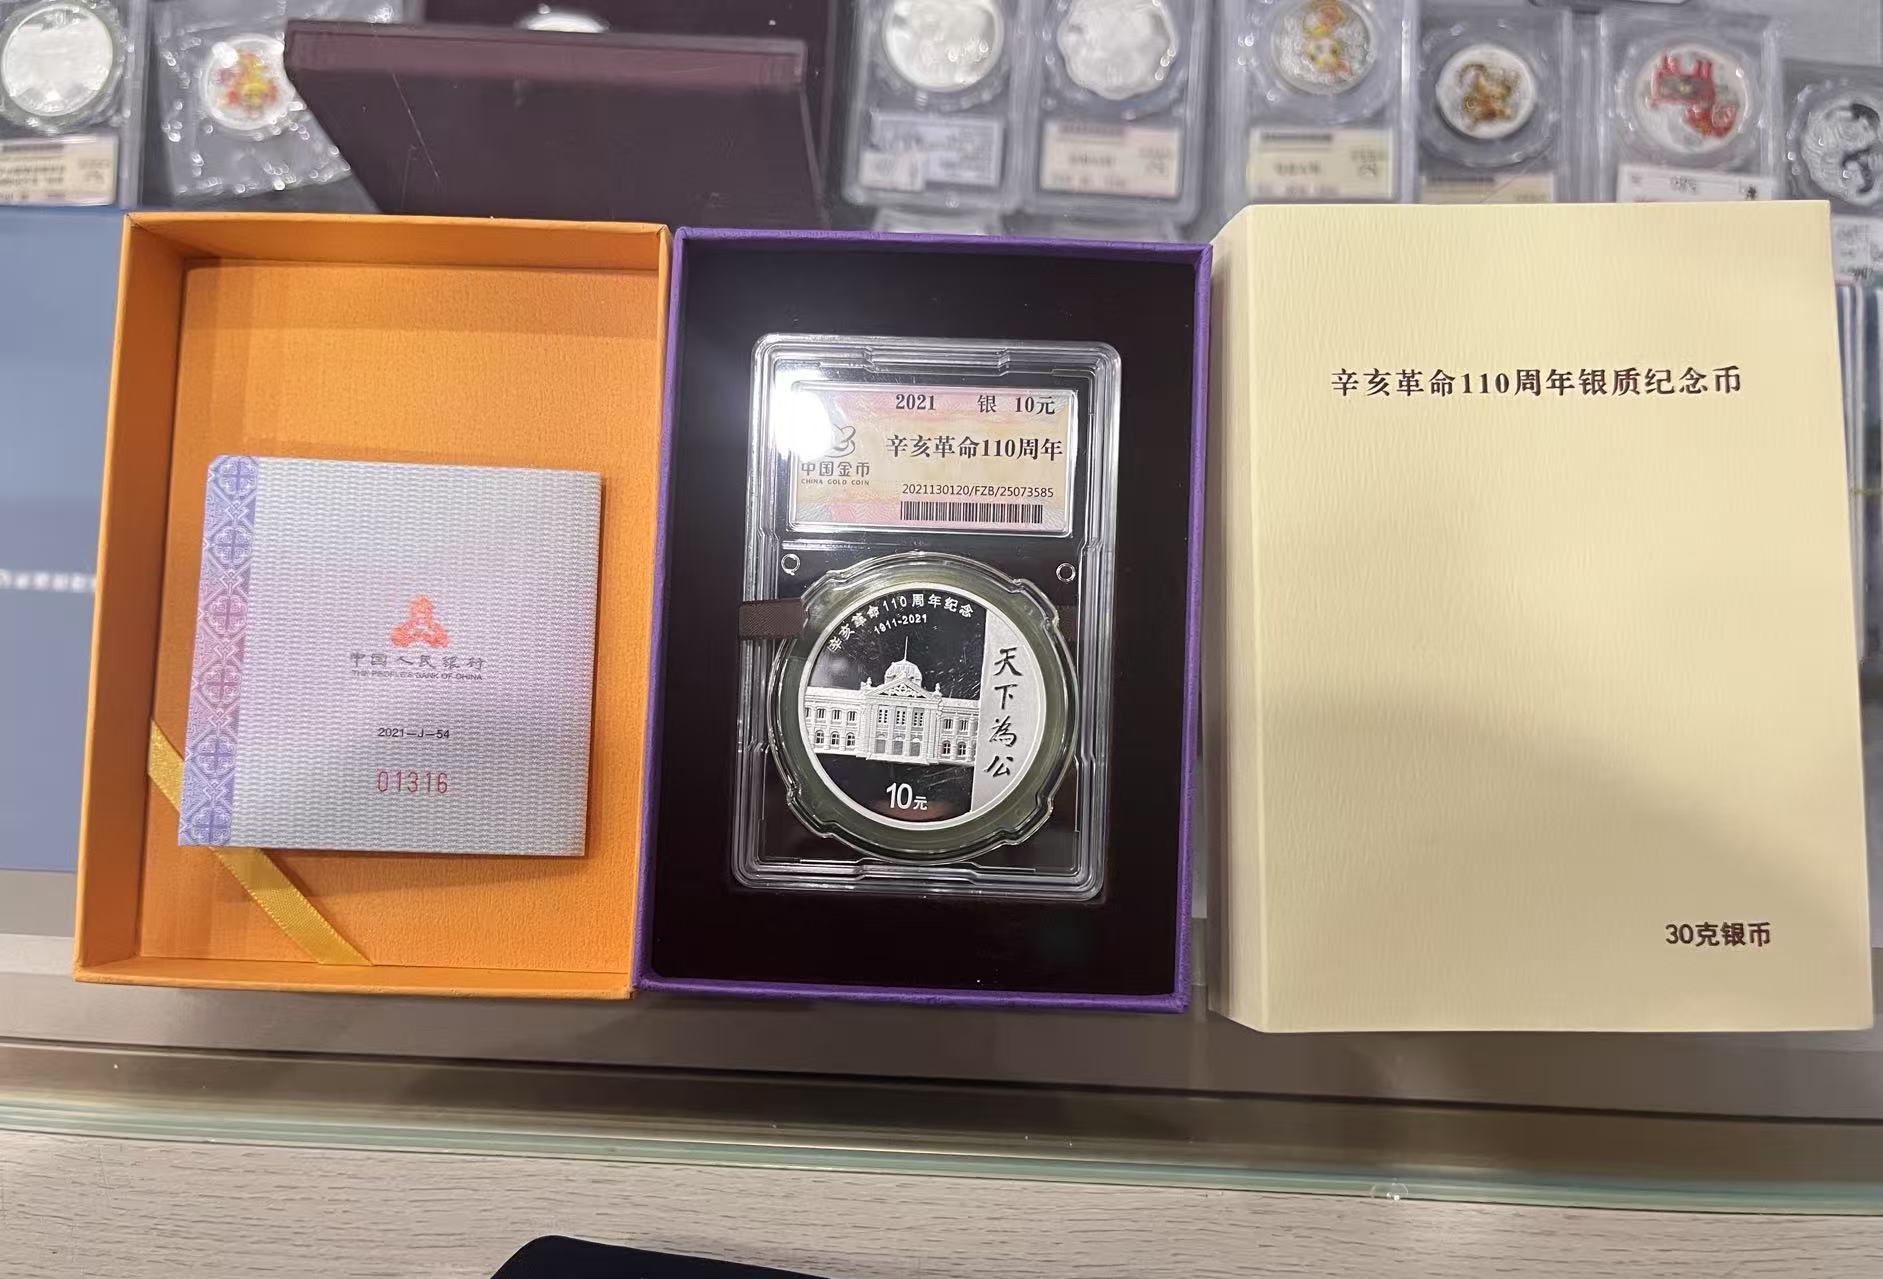 中国人民银行
THE PEOPLE'S BANK OF CHINA
2021—J—54
01316
2021 银 10元
辛亥革命110周年
中国金币
CHINA GOLD COIN
2021130120/FZB/25073585
辛亥革命110周年纪念
1911-2021
天下為公
10元
辛亥革命110周年银质纪念币
30克银币